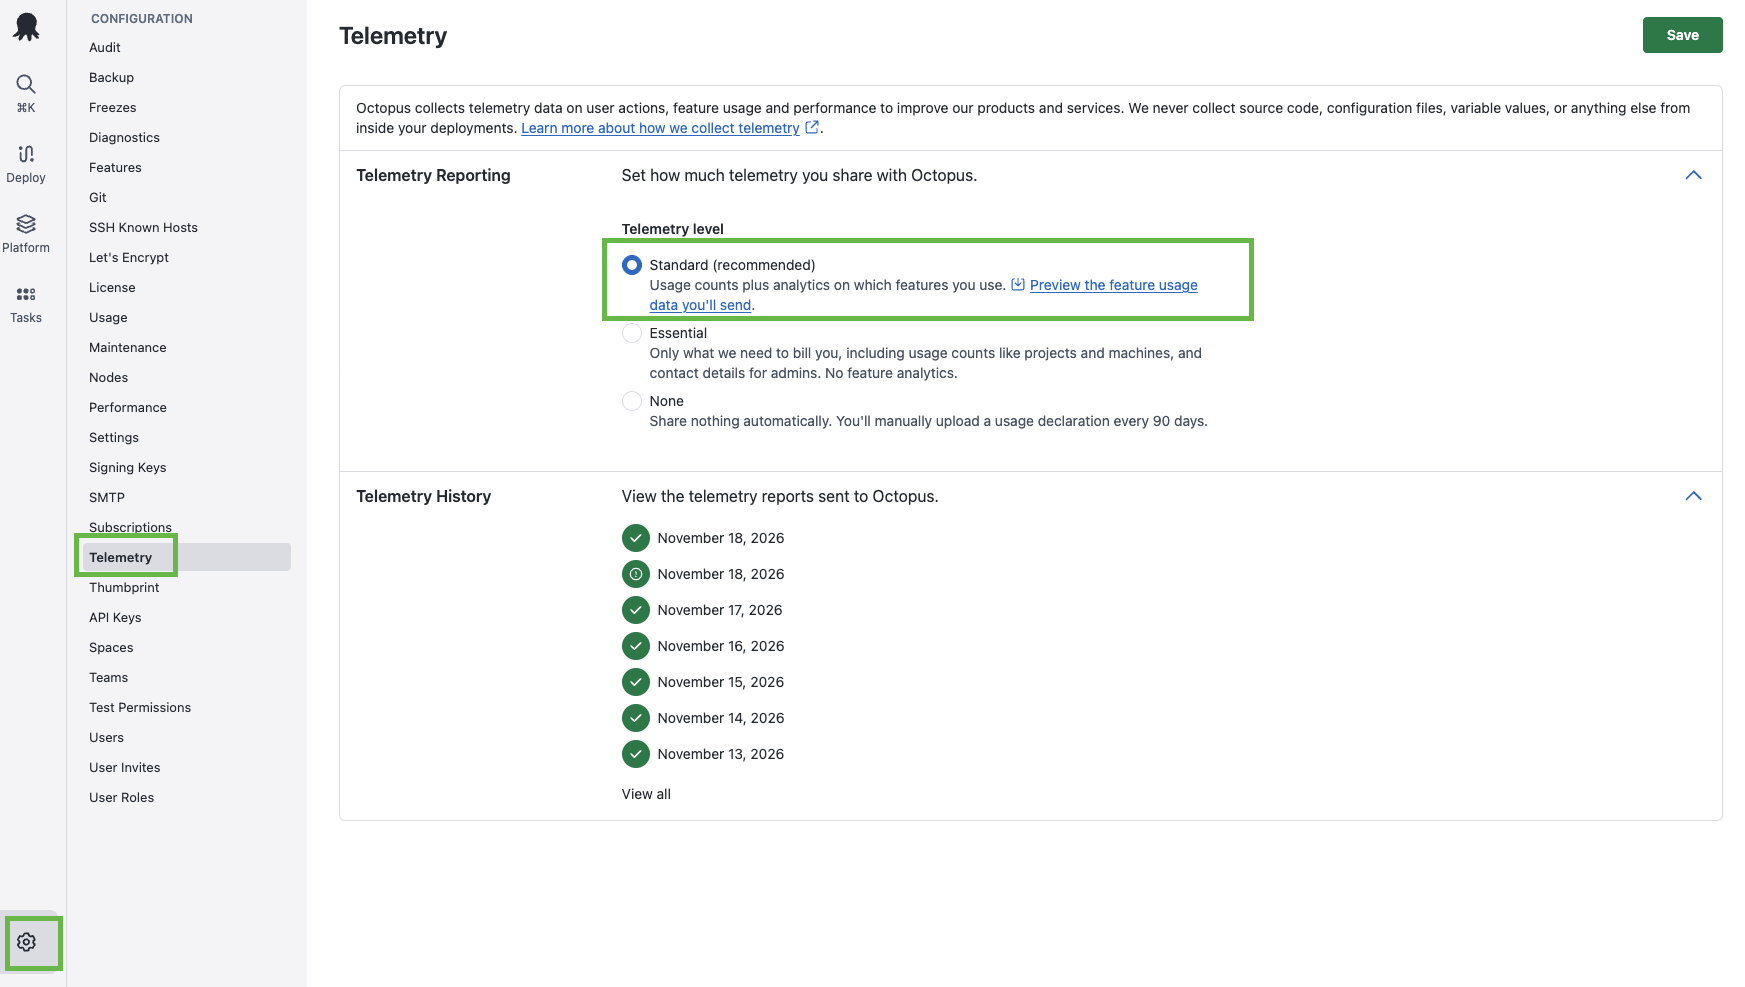 CONFIGURATION
Audit
Backup
Freezes
Diagnostics
Features
Git
SSH Known Hosts
Let's Encrypt
License
Usage
Maintenance
Nodes
Performance
Settings
Signing Keys
SMTP
Subscriptions
Telemetry
Thumbprint
API Keys
Spaces
Teams
Test Permissions
Users
User Invites
User Roles
⌘K
Deploy
Platform
Tasks
Telemetry
Save
Octopus collects telemetry data on user actions, feature usage and performance to improve our products and services. We never collect source code, configuration files, variable values, or anything else from
inside your deployments. Learn more about how we collect telemetry.
Telemetry Reporting
Set how much telemetry you share with Octopus.
Telemetry level
Standard (recommended)
Usage counts plus analytics on which features you use. Preview the feature usage
data you'll send.
Essential
Only what we need to bill you, including usage counts like projects and machines, and
contact details for admins. No feature analytics.
None
Share nothing automatically. You'll manually upload a usage declaration every 90 days.
Telemetry History
View the telemetry reports sent to Octopus.
November 18, 2026
November 18, 2026
November 17, 2026
November 16, 2026
November 15, 2026
November 14, 2026
November 13, 2026
View all